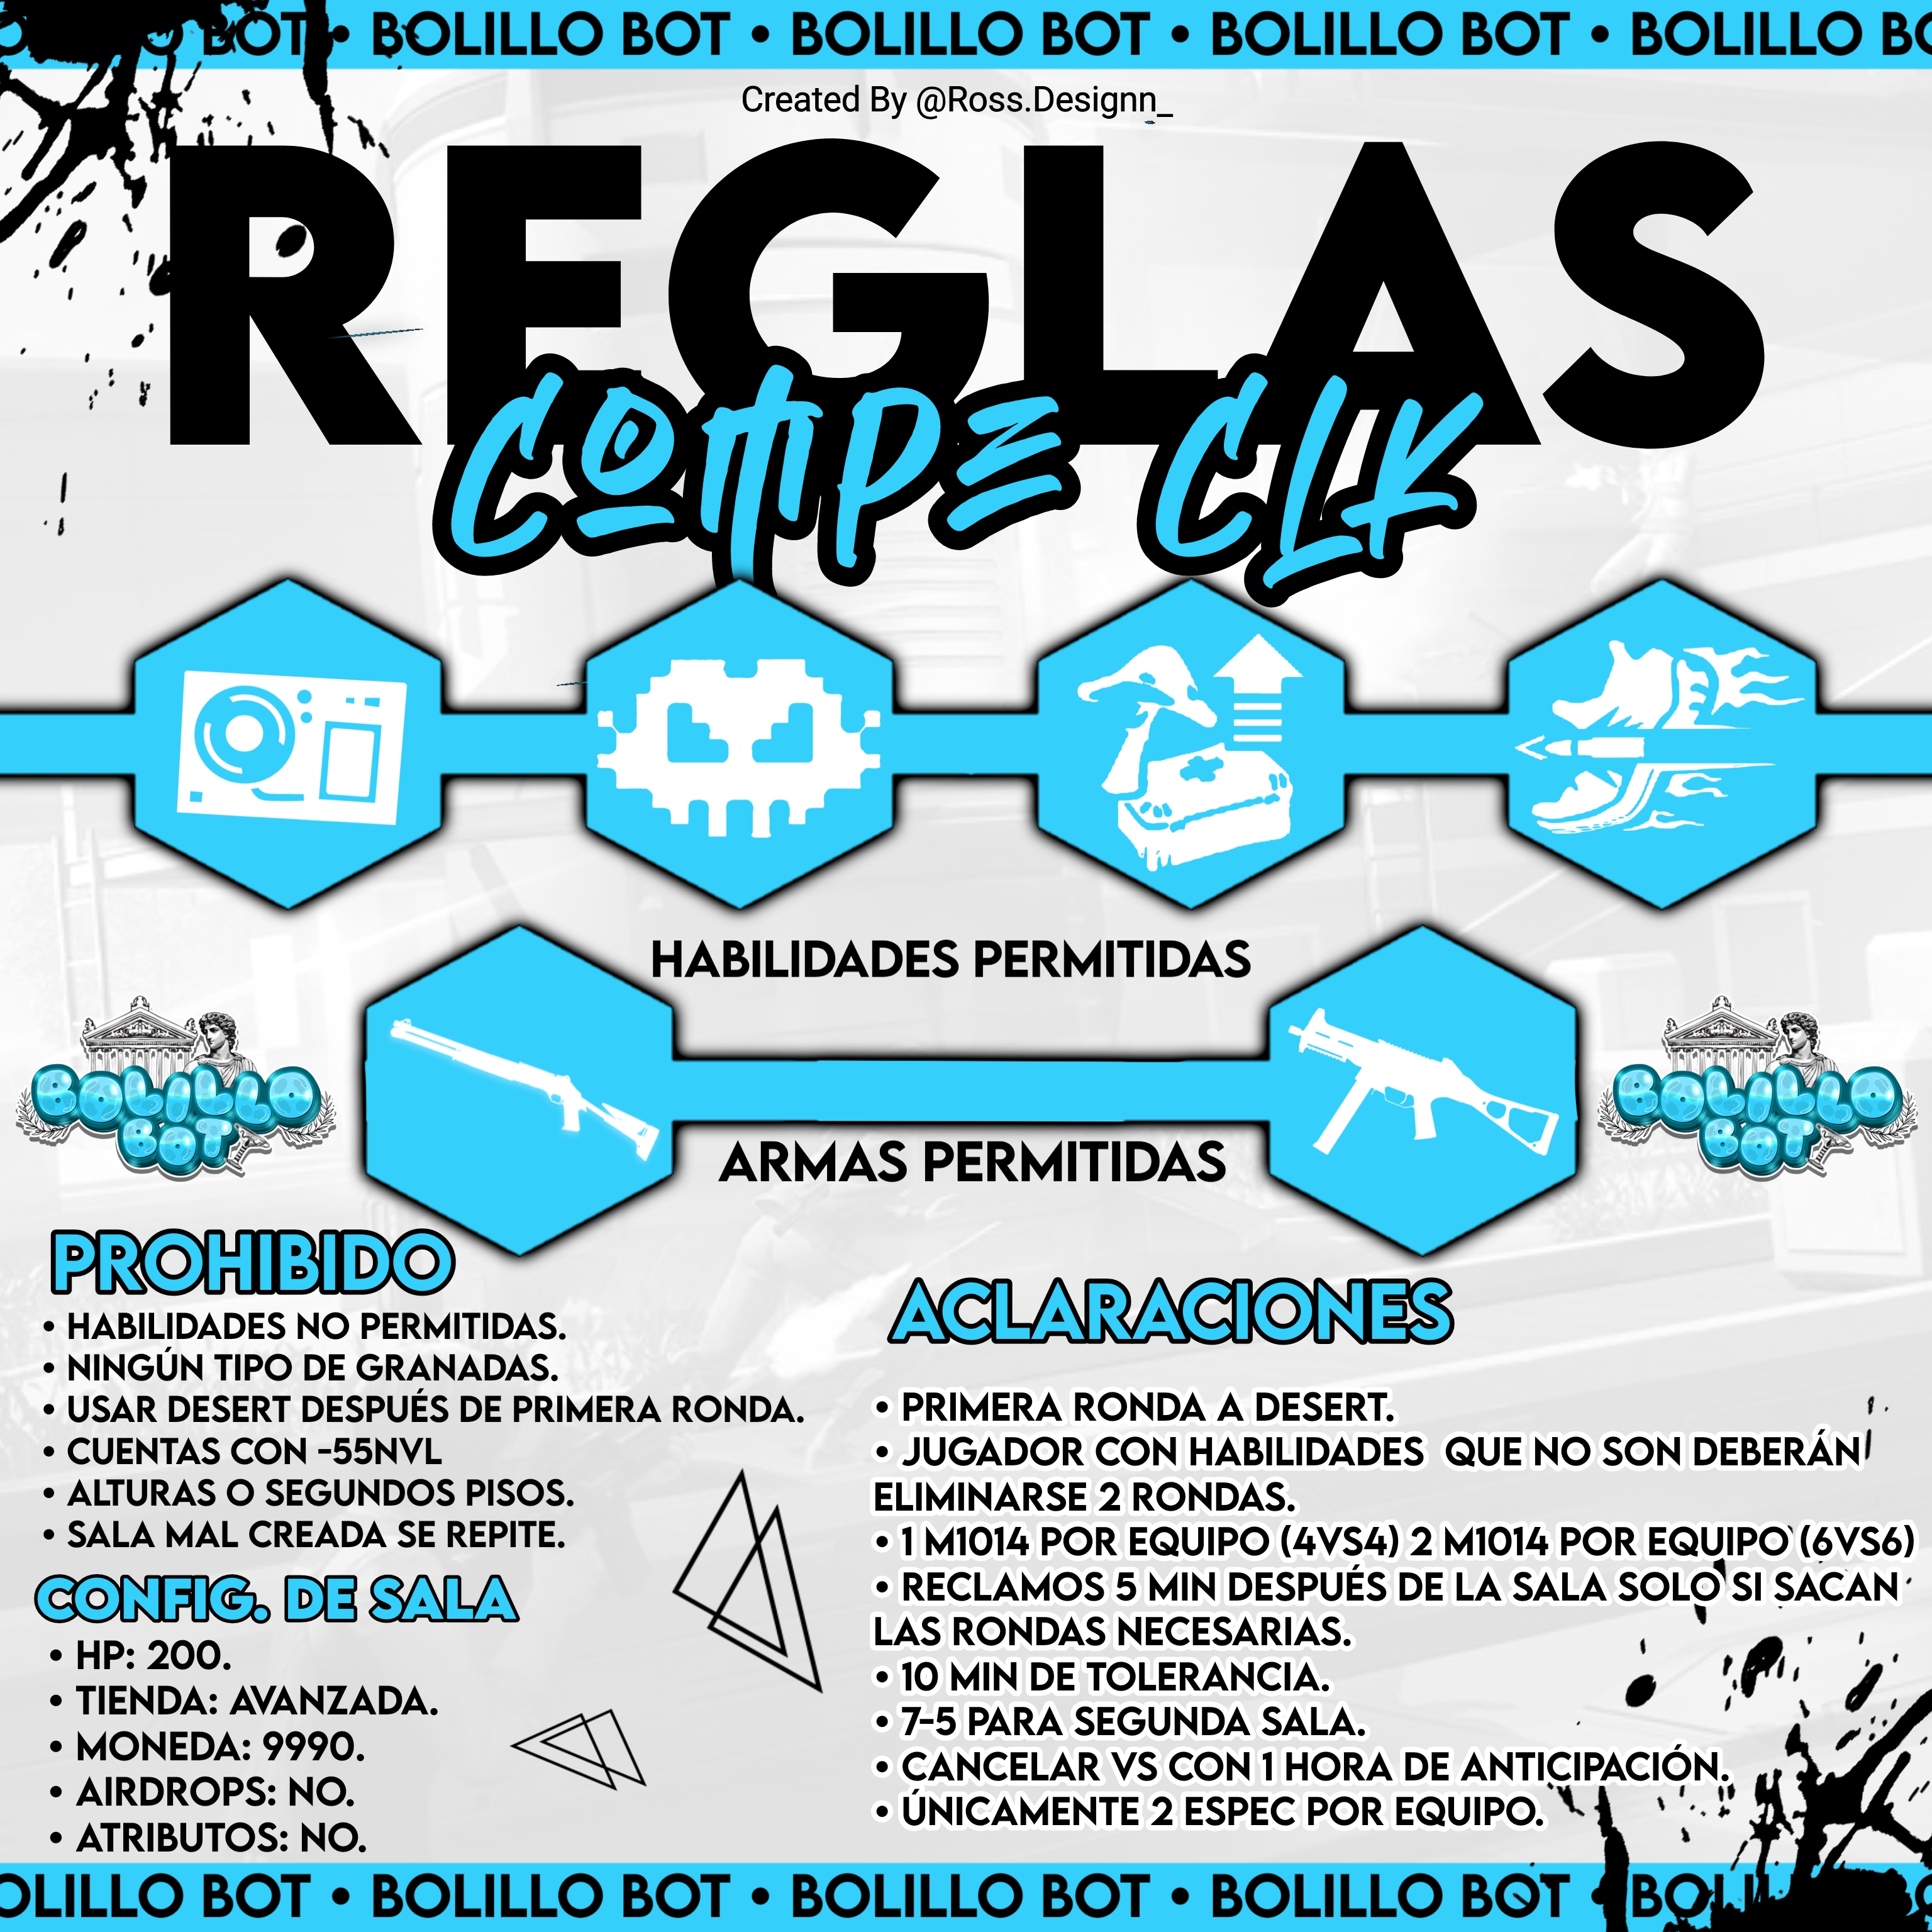 BOT • BOLILLO BOT • BOLILLO BOT • BOLILLO BOT • BOLILLO
Created By @Ross.Designn_
REGLAS
COMPE CLK
HABILIDADES PERMITIDAS
BOLILLO
BOT
BOLILLO
BOT
ARMAS PERMITIDAS
PROHIBIDO
• HABILIDADES NO PERMITIDAS.
• NINGÚN TIPO DE GRANADAS.
• USAR DESERT DESPUÉS DE PRIMERA RONDA.
• CUENTAS CON -55NVL
• ALTURAS O SEGUNDOS PISOS.
• SALA MAL CREADA SE REPITE.
CONFIG. DE SALA
• HP: 200.
• TIENDA: AVANZADA.
• MONEDA: 9990.
• AIRDROPS: NO.
• ATRIBUTOS: NO.
ACLARACIONES
• PRIMERA RONDA A DESERT.
• JUGADOR CON HABILIDADES QUE NO SON DEBERÁN
ELIMINARSE 2 RONDAS.
• 1 M1014 POR EQUIPO (4VS4) 2 M1014 POR EQUIPO (6VS6)
• RECLAMOS 5 MIN DESPUÉS DE LA SALA SOLO SI SACAN
LAS RONDAS NECESARIAS.
• 10 MIN DE TOLERANCIA.
• 7-5 PARA SEGUNDA SALA.
• CANCELAR VS CON 1 HORA DE ANTICIPACIÓN.
• ÚNICAMENTE 2 ESPEC POR EQUIPO.
OLILLO BOT • BOLILLO BOT • BOLILLO BOT • BOLILLO BOT •